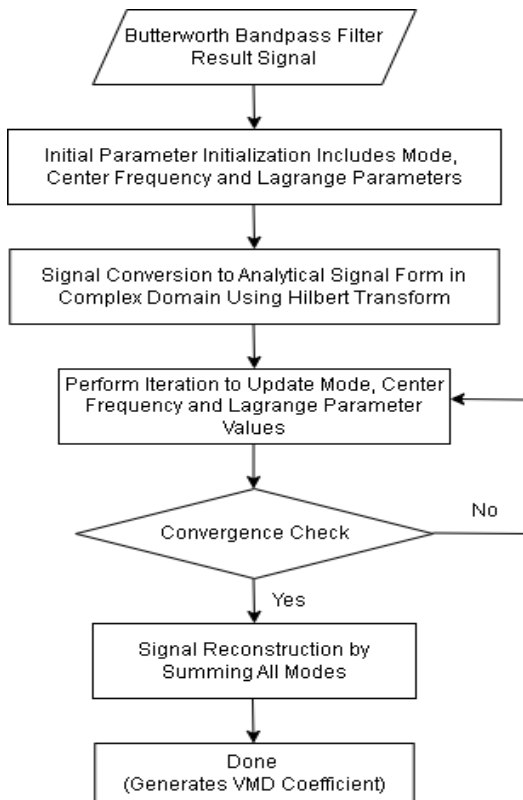 Butterworth Bandpass Filter
Result Signal
Initial Parameter Initialization Includes Mode,
Center Frequency and Lagrange Parameters
Signal Conversion to Analytical Signal Form in
Complex Domain Using Hilbert Transform
Perform Iteration to Update Mode, Center
Frequency and Lagrange Parameter
Values
Convergence Check
No
Yes
Signal Reconstruction by
Summing All Modes
Done
(Generates VMD Coefficient)